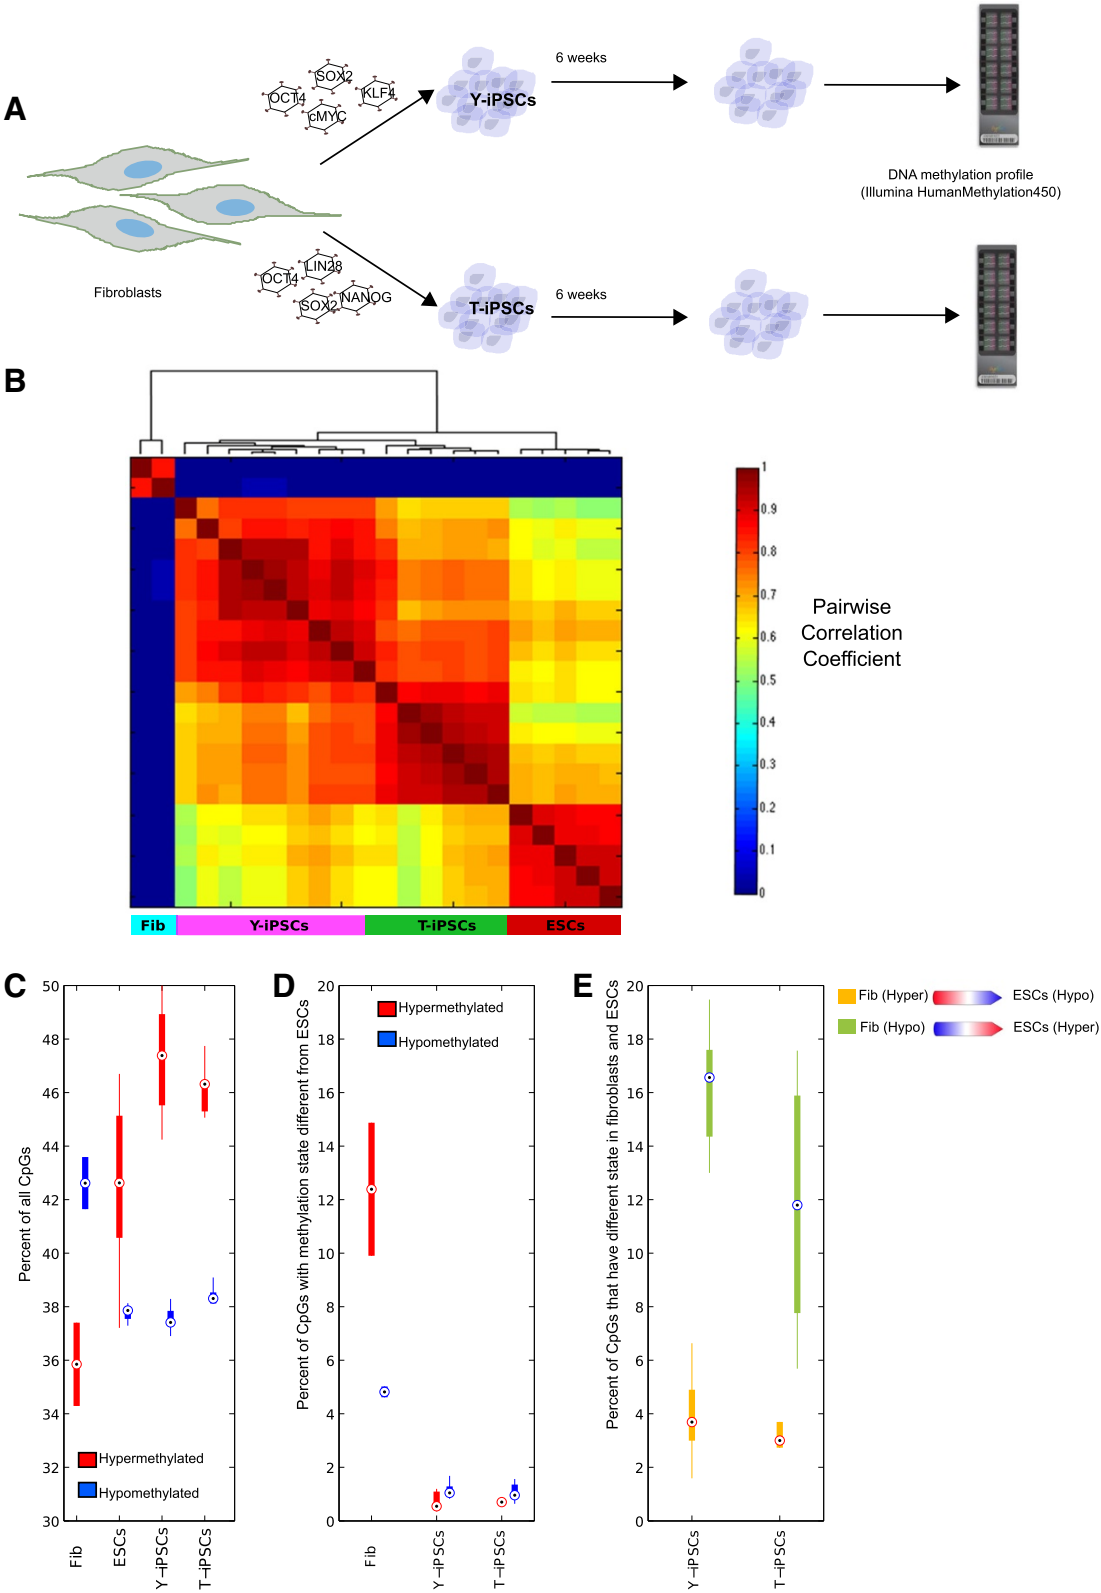 A
OCT4
SOX2
KLF4
cMYC
Y-iPSCs
6 weeks
DNA methylation profile
(Illumina HumanMethylation450)
Fibroblasts
OCT4
LIN28
SOX2
NANOG
T-iPSCs
6 weeks
B
1
0.9
0.8
0.7
0.6
0.5
0.4
0.3
0.2
0.1
0
Pairwise
Correlation
Coefficient
Fib
Y-iPSCs
T-iPSCs
ESCs
C
Percent of all CpGs
50
48
46
44
42
40
38
36
34
32
30
Hypermethylated
Hypomethylated
Fib
ESCs
Y-iPSCs
T-iPSCs
D
Percent of CpGs with methylation state different from ESCs
20
18
16
14
12
10
8
6
4
2
0
Hypermethylated
Hypomethylated
Fib
Y-iPSCs
T-iPSCs
E
Percent of CpGs that have different state in fibroblasts and ESCs
20
18
16
14
12
10
8
6
4
2
0
Y-iPSCs
T-iPSCs
Fib (Hyper)
ESCs (Hypo)
Fib (Hypo)
ESCs (Hyper)